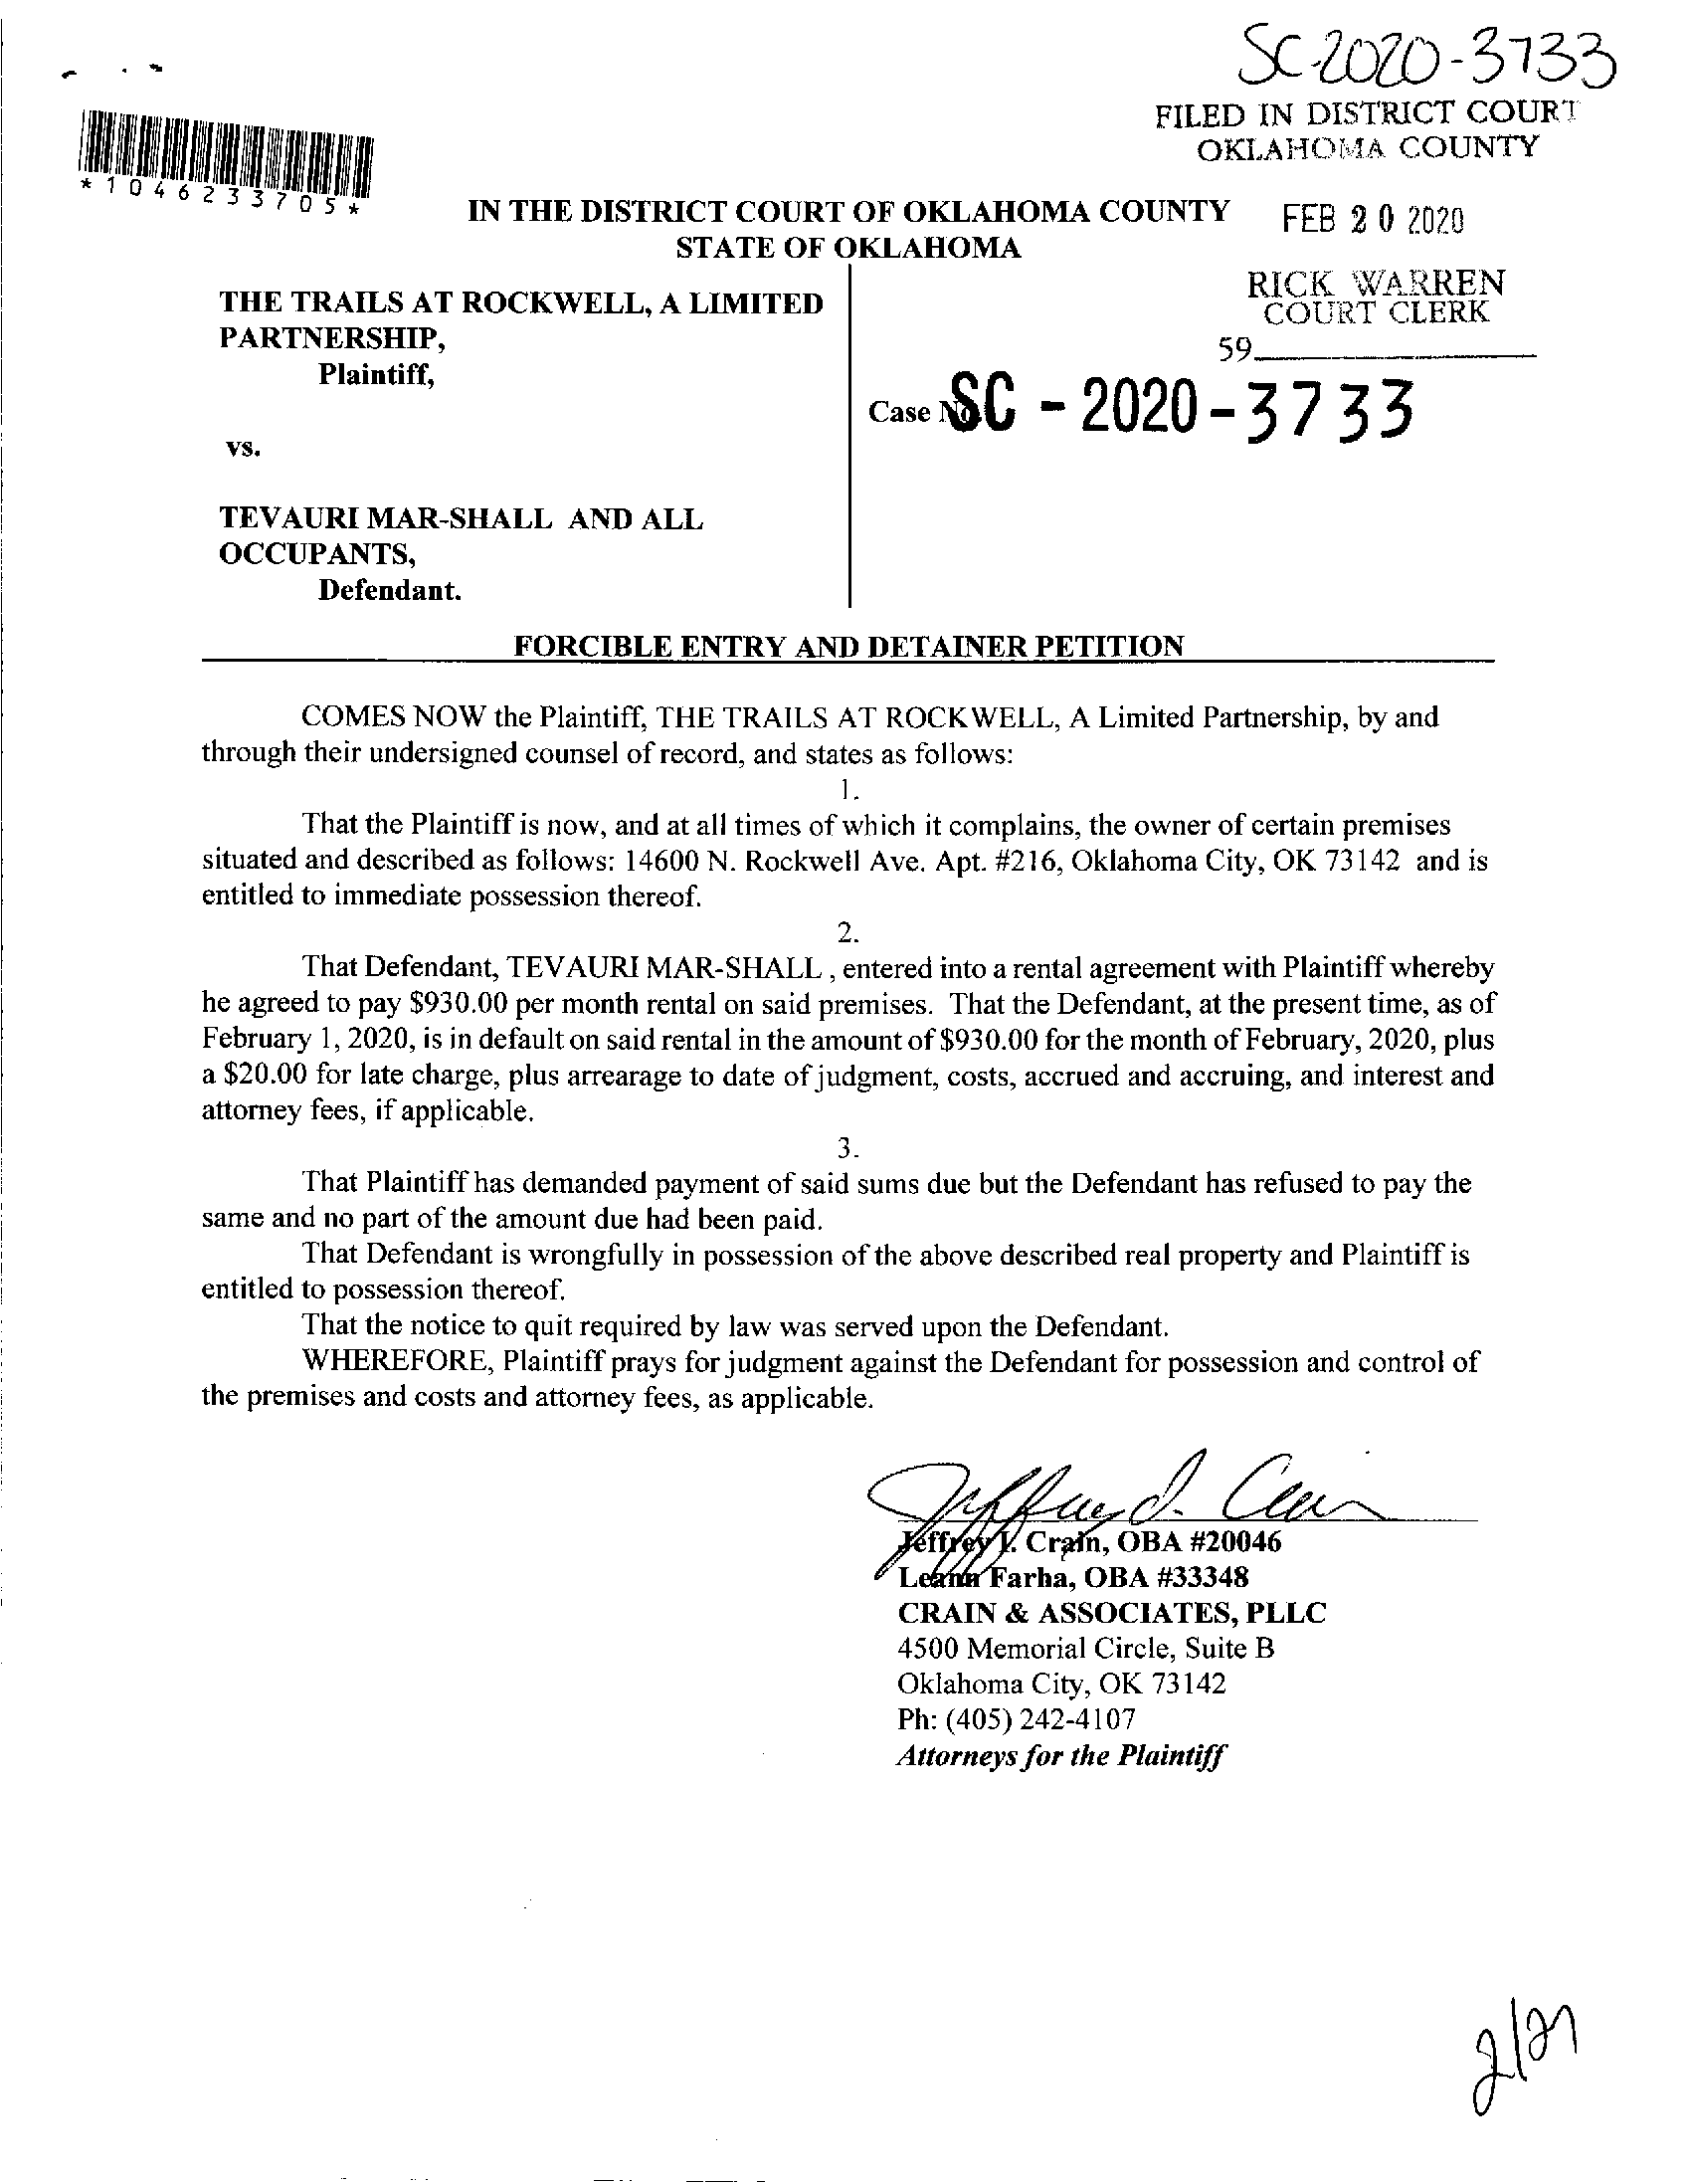 SC-2020-3733
FILED IN DISTRICT COURT
OKLAHOMA COUNTY
*1046233705*
IN THE DISTRICT COURT OF OKLAHOMA COUNTY
FEB 20 2020
STATE OF OKLAHOMA
RICK WARREN
COURT CLERK
59
THE TRAILS AT ROCKWELL, A LIMITED
PARTNERSHIP,
Plaintiff,
Case No. SC - 2020 - 3733
vs.
TEVAURI MAR-SHALL AND ALL
OCCUPANTS,
Defendant.
FORCIBLE ENTRY AND DETAINER PETITION
COMES NOW the Plaintiff, THE TRAILS AT ROCKWELL, A Limited Partnership, by and
through their undersigned counsel of record, and states as follows:
1.
That the Plaintiff is now, and at all times of which it complains, the owner of certain premises
situated and described as follows: 14600 N. Rockwell Ave. Apt. #216, Oklahoma City, OK 73142 and is
entitled to immediate possession thereof.
2.
That Defendant, TEVAURI MAR-SHALL , entered into a rental agreement with Plaintiff whereby
he agreed to pay $930.00 per month rental on said premises. That the Defendant, at the present time, as of
February 1, 2020, is in default on said rental in the amount of $930.00 for the month of February, 2020, plus
a $20.00 for late charge, plus arrearage to date of judgment, costs, accrued and accruing, and interest and
attorney fees, if applicable.
3.
That Plaintiff has demanded payment of said sums due but the Defendant has refused to pay the
same and no part of the amount due had been paid.
That Defendant is wrongfully in possession of the above described real property and Plaintiff is
entitled to possession thereof.
That the notice to quit required by law was served upon the Defendant.
WHEREFORE, Plaintiff prays for judgment against the Defendant for possession and control of
the premises and costs and attorney fees, as applicable.
Jeffrey I. Crain
Jeffrey I. Crain, OBA #20046
Leann Farha, OBA #33348
CRAIN & ASSOCIATES, PLLC
4500 Memorial Circle, Suite B
Oklahoma City, OK 73142
Ph: (405) 242-4107
Attorneys for the Plaintiff